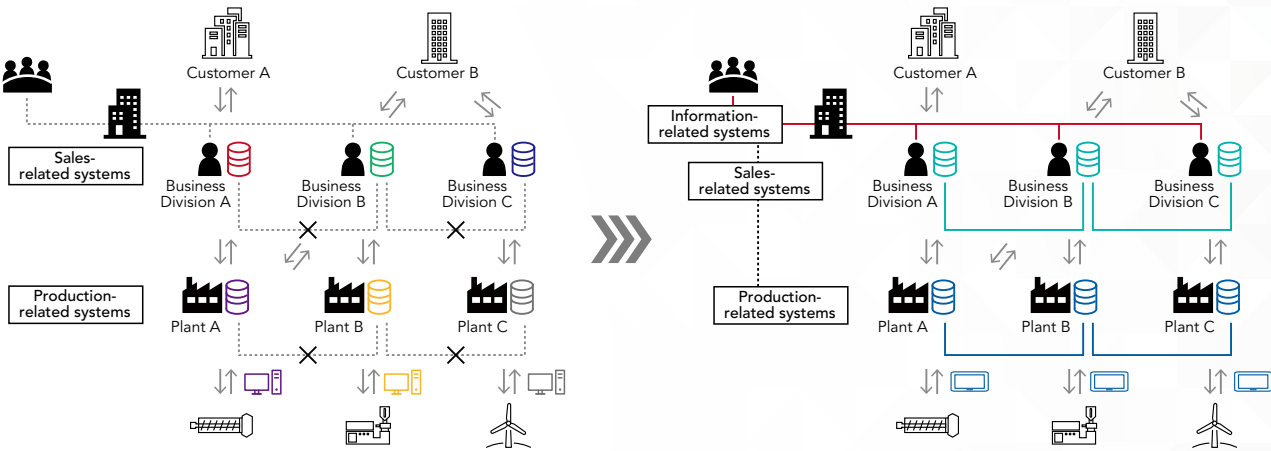 Customer A
Customer B
Sales-
related systems
Business
Division A
Business
Division B
Business
Division C
Production-
related systems
Plant A
Plant B
Plant C
Customer A
Customer B
Information-
related systems
Sales-
related systems
Business
Division A
Business
Division B
Business
Division C
Production-
related systems
Plant A
Plant B
Plant C